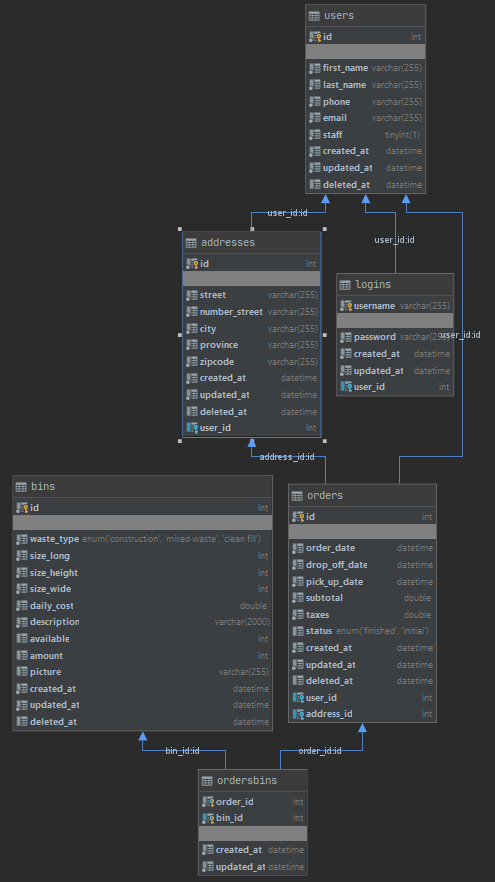 users
id int
first_name varchar(255)
last_name varchar(255)
phone varchar(255)
email varchar(255)
staff tinyint(1)
created_at datetime
updated_at datetime
deleted_at datetime
user_id:id
user_id:id
user_id:id
addresses
id int
street varchar(255)
number_street varchar(255)
city varchar(255)
province varchar(255)
zipcode varchar(255)
created_at datetime
updated_at datetime
deleted_at datetime
user_id int
logins
username varchar(255)
password varchar(255)
created_at datetime
updated_at datetime
user_id int
address_id:id
bins
id int
waste_type enum('construction', 'mixed waste', 'clean fill')
size_long int
size_height int
size_wide int
daily_cost double
description varchar(2000)
available int
amount int
picture varchar(255)
created_at datetime
updated_at datetime
deleted_at datetime
orders
id int
order_date datetime
drop_off_date datetime
pick_up_date datetime
subtotal double
taxes double
status enum('finished', 'initial')
created_at datetime
updated_at datetime
deleted_at datetime
user_id int
address_id int
bin_id:id
order_id:id
ordersbins
order_id int
bin_id int
created_at datetime
updated_at datetime